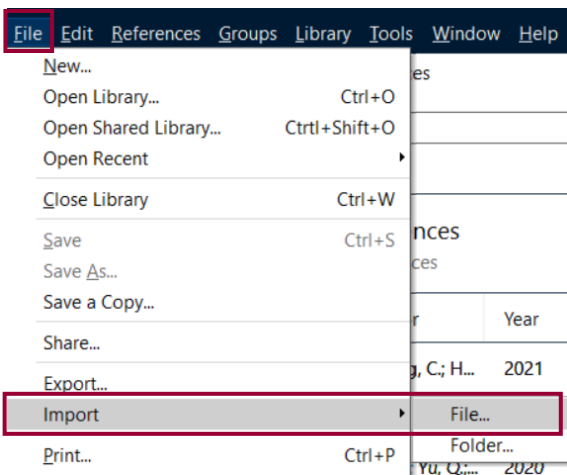 File Edit References Groups Library Tools Window Help
New...
es
Open Library... Ctrl+O
Open Shared Library... Ctrtl+Shift+O
Open Recent
Close Library Ctrl+W
Save Ctrl+S
nces
Save As...
ces
Save a Copy...
r Year
Share...
g, C.; H... 2021
Export...
Import File...
Folder...
Print... Ctrl+P
Yu, Q.;... 2020